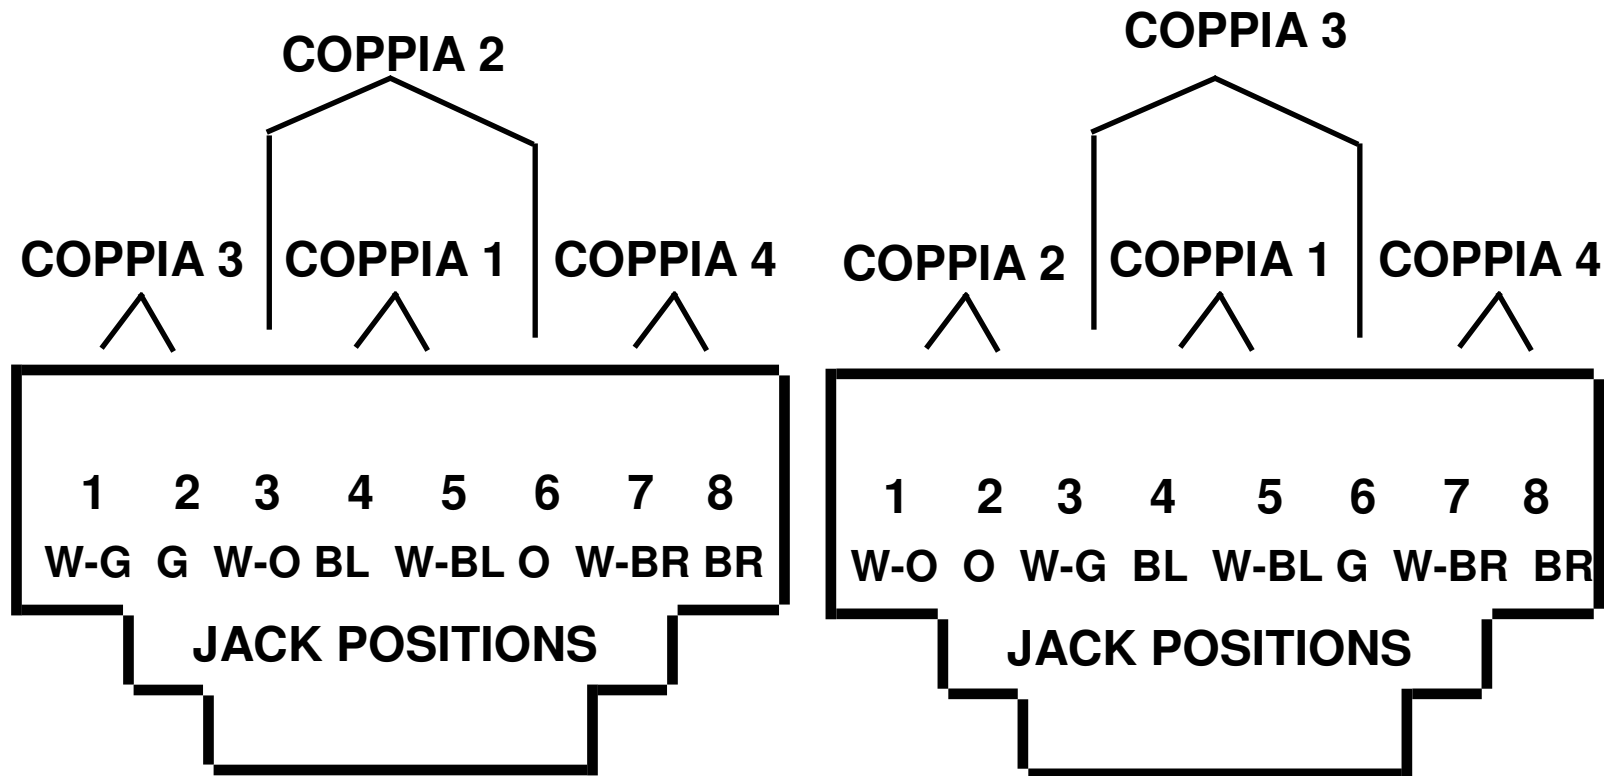 COPPIA 2
COPPIA 3 COPPIA 1 COPPIA 4
1 2 3 4 5 6 7 8
W-G G W-O BL W-BL O W-BR BR
JACK POSITIONS
COPPIA 3
COPPIA 2 COPPIA 1 COPPIA 4
1 2 3 4 5 6 7 8
W-O O W-G BL W-BL G W-BR BR
JACK POSITIONS